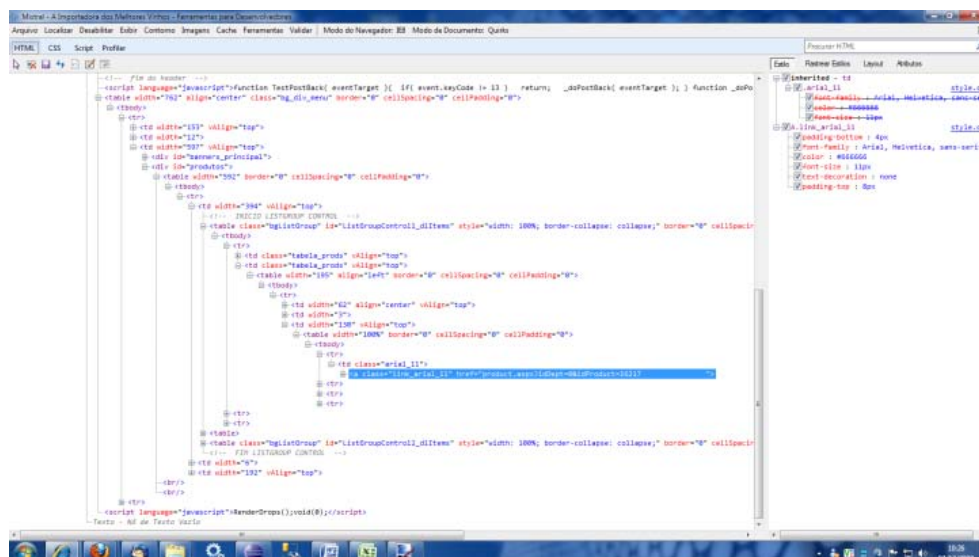 Mistral - A Importadora dos Melhores Vinhos - Ferramentas para Desenvolvedores
Arquivo Localizar Desabilitar Exibir Contorno Imagens Cache Ferramentas Validar Modo do Navegador: IE8 Modo de Documento: Quirks
HTML CSS Script Profiler
Procurar HTML
Estilo Rastrear Estilos Layout Atributos
<!-- fim do header -->
<script language="javascript">function TestPostBack( eventTarget ){ if( event.keyCode != 13 ) return; __doPostBack( eventTarget ); } function _doPo
<table width="762" align="center" class="bg_div_menu" border="0" cellSpacing="0" cellPadding="0">
<tbody>
<tr>
<td width="153" vAlign="top">
<td width="12">
<td width="597" vAlign="top">
<div id="banners_principal">
<div id="produtos">
<table width="592" border="0" cellSpacing="0" cellPadding="0">
<tbody>
<tr>
<td width="394" vAlign="top">
<!-- INICIO LISTGROUP CONTROL -->
<table class="bgListGroup" id="ListGroupControl1_dlItems" style="width: 100%; border-collapse: collapse;" border="0" cellSpacin
<tbody>
<tr>
<td class="tabela_prods" vAlign="top">
<td class="tabela_prods" vAlign="top">
<table width="195" align="left" border="0" cellSpacing="0" cellPadding="0">
<tbody>
<tr>
<td width="62" align="center" vAlign="top">
<td width="3">
<td width="130" vAlign="top">
<table width="100%" border="0" cellSpacing="0" cellPadding="0">
<tbody>
<tr>
<td class="arial_11">
<a class="link_arial_11" href="product.aspx?idDept=0&idProduct=16217 ">
<tr>
<tr>
<tr>
<tr>
<table>
<table class="bgListGroup" id="ListGroupControl1_dlItems" style="width: 100%; border-collapse: collapse;" border="0" cellSpacin
<!-- FIM LISTGROUP CONTROL -->
<td width="6">
<td width="192" vAlign="top">
<br/>
<br/>
<tr>
<script language="javascript">RenderDrops();void(0);</script>
Texto - Nó de Texto Vazio
inherited - td
.arial_11 style.c
font-family : Arial, Helvetica, sans-s
color : #666666
font-size : 11px
A.link_arial_11 style.c
padding-bottom : 4px
font-family : Arial, Helvetica, sans-seri
color : #666666
font-size : 11px
text-decoration : none
padding-top : 8px